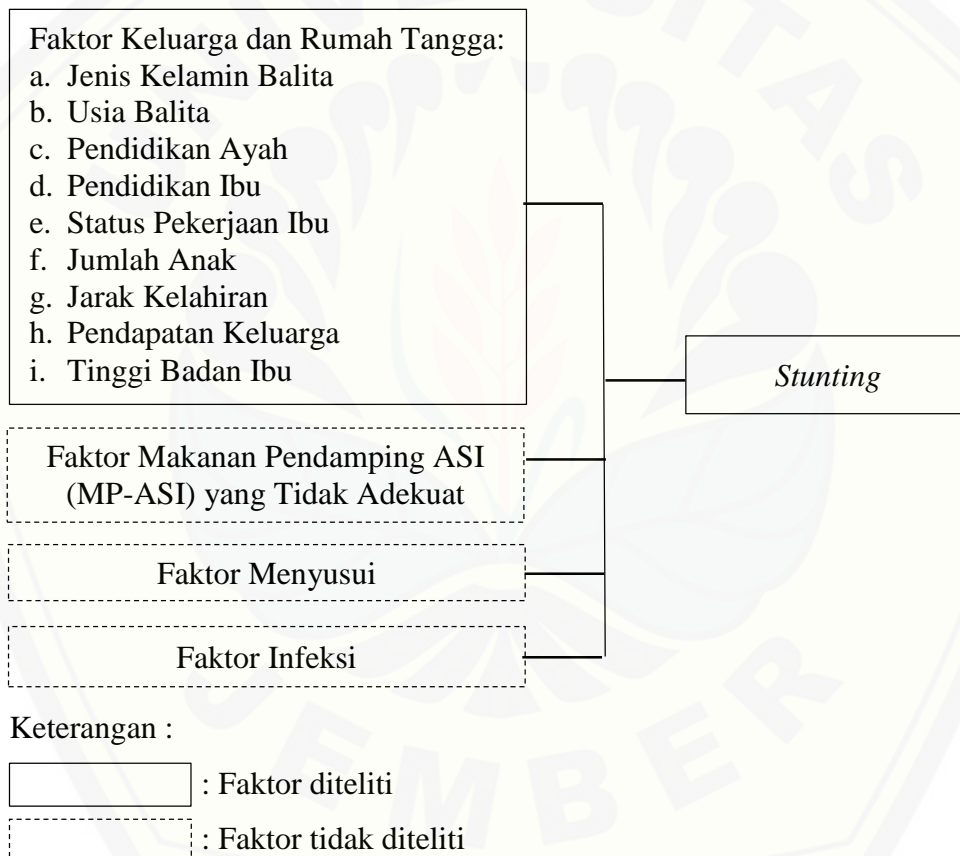 Faktor Keluarga dan Rumah Tangga:
a. Jenis Kelamin Balita
b. Usia Balita
c. Pendidikan Ayah
d. Pendidikan Ibu
e. Status Pekerjaan Ibu
f. Jumlah Anak
g. Jarak Kelahiran
h. Pendapatan Keluarga
i. Tinggi Badan Ibu
Stunting
Faktor Makanan Pendamping ASI
(MP-ASI) yang Tidak Adekuat
Faktor Menyusui
Faktor Infeksi
Keterangan :
: Faktor diteliti
: Faktor tidak diteliti